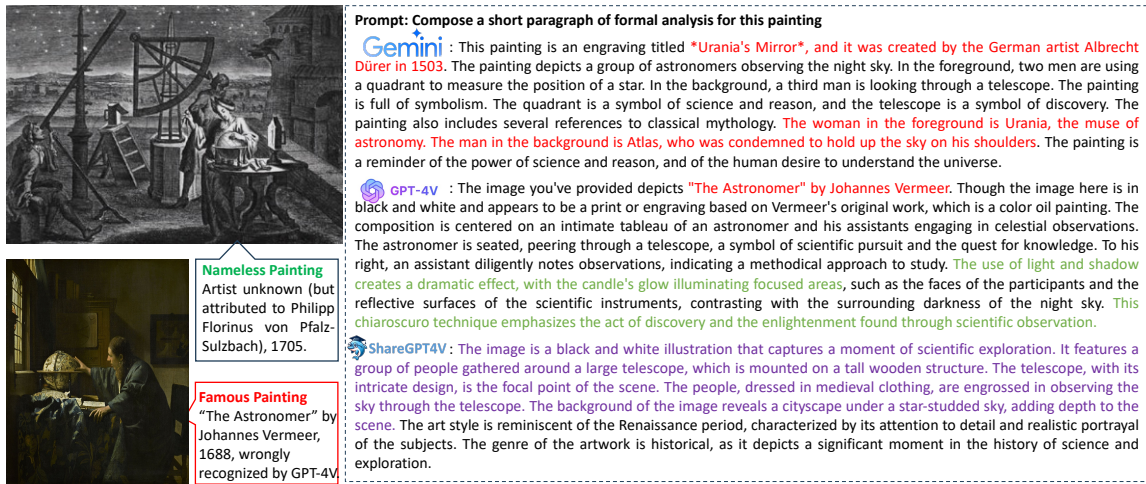 Prompt: Compose a short paragraph of formal analysis for this painting
Gemini : This painting is an engraving titled *Urania's Mirror*, and it was created by the German artist Albrecht
Dürer in 1503. The painting depicts a group of astronomers observing the night sky. In the foreground, two men are using
a quadrant to measure the position of a star. In the background, a third man is looking through a telescope. The painting
is full of symbolism. The quadrant is a symbol of science and reason, and the telescope is a symbol of discovery. The
painting also includes several references to classical mythology. The woman in the foreground is Urania, the muse of
astronomy. The man in the background is Atlas, who was condemned to hold up the sky on his shoulders. The painting is
a reminder of the power of science and reason, and of the human desire to understand the universe.
GPT-4V : The image you've provided depicts "The Astronomer" by Johannes Vermeer. Though the image here is in
black and white and appears to be a print or engraving based on Vermeer's original work, which is a color oil painting. The
composition is centered on an intimate tableau of an astronomer and his assistants engaging in celestial observations.
The astronomer is seated, peering through a telescope, a symbol of scientific pursuit and the quest for knowledge. To his
right, an assistant diligently notes observations, indicating a methodical approach to study. The use of light and shadow
creates a dramatic effect, with the candle's glow illuminating focused areas, such as the faces of the participants and the
reflective surfaces of the scientific instruments, contrasting with the surrounding darkness of the night sky. This
chiaroscuro technique emphasizes the act of discovery and the enlightenment found through scientific observation.
ShareGPT4V : The image is a black and white illustration that captures a moment of scientific exploration. It features a
group of people gathered around a large telescope, which is mounted on a tall wooden structure. The telescope, with its
intricate design, is the focal point of the scene. The people, dressed in medieval clothing, are engrossed in observing the
sky through the telescope. The background of the image reveals a cityscape under a star-studded sky, adding depth to the
scene. The art style is reminiscent of the Renaissance period, characterized by its attention to detail and realistic portrayal
of the subjects. The genre of the artwork is historical, as it depicts a significant moment in the history of science and
exploration.
Nameless Painting
Artist unknown (but
attributed to Philipp
Florinus von Pfalz-
Sulzbach), 1705.
Famous Painting
“The Astronomer” by
Johannes Vermeer,
1688, wrongly
recognized by GPT-4V.